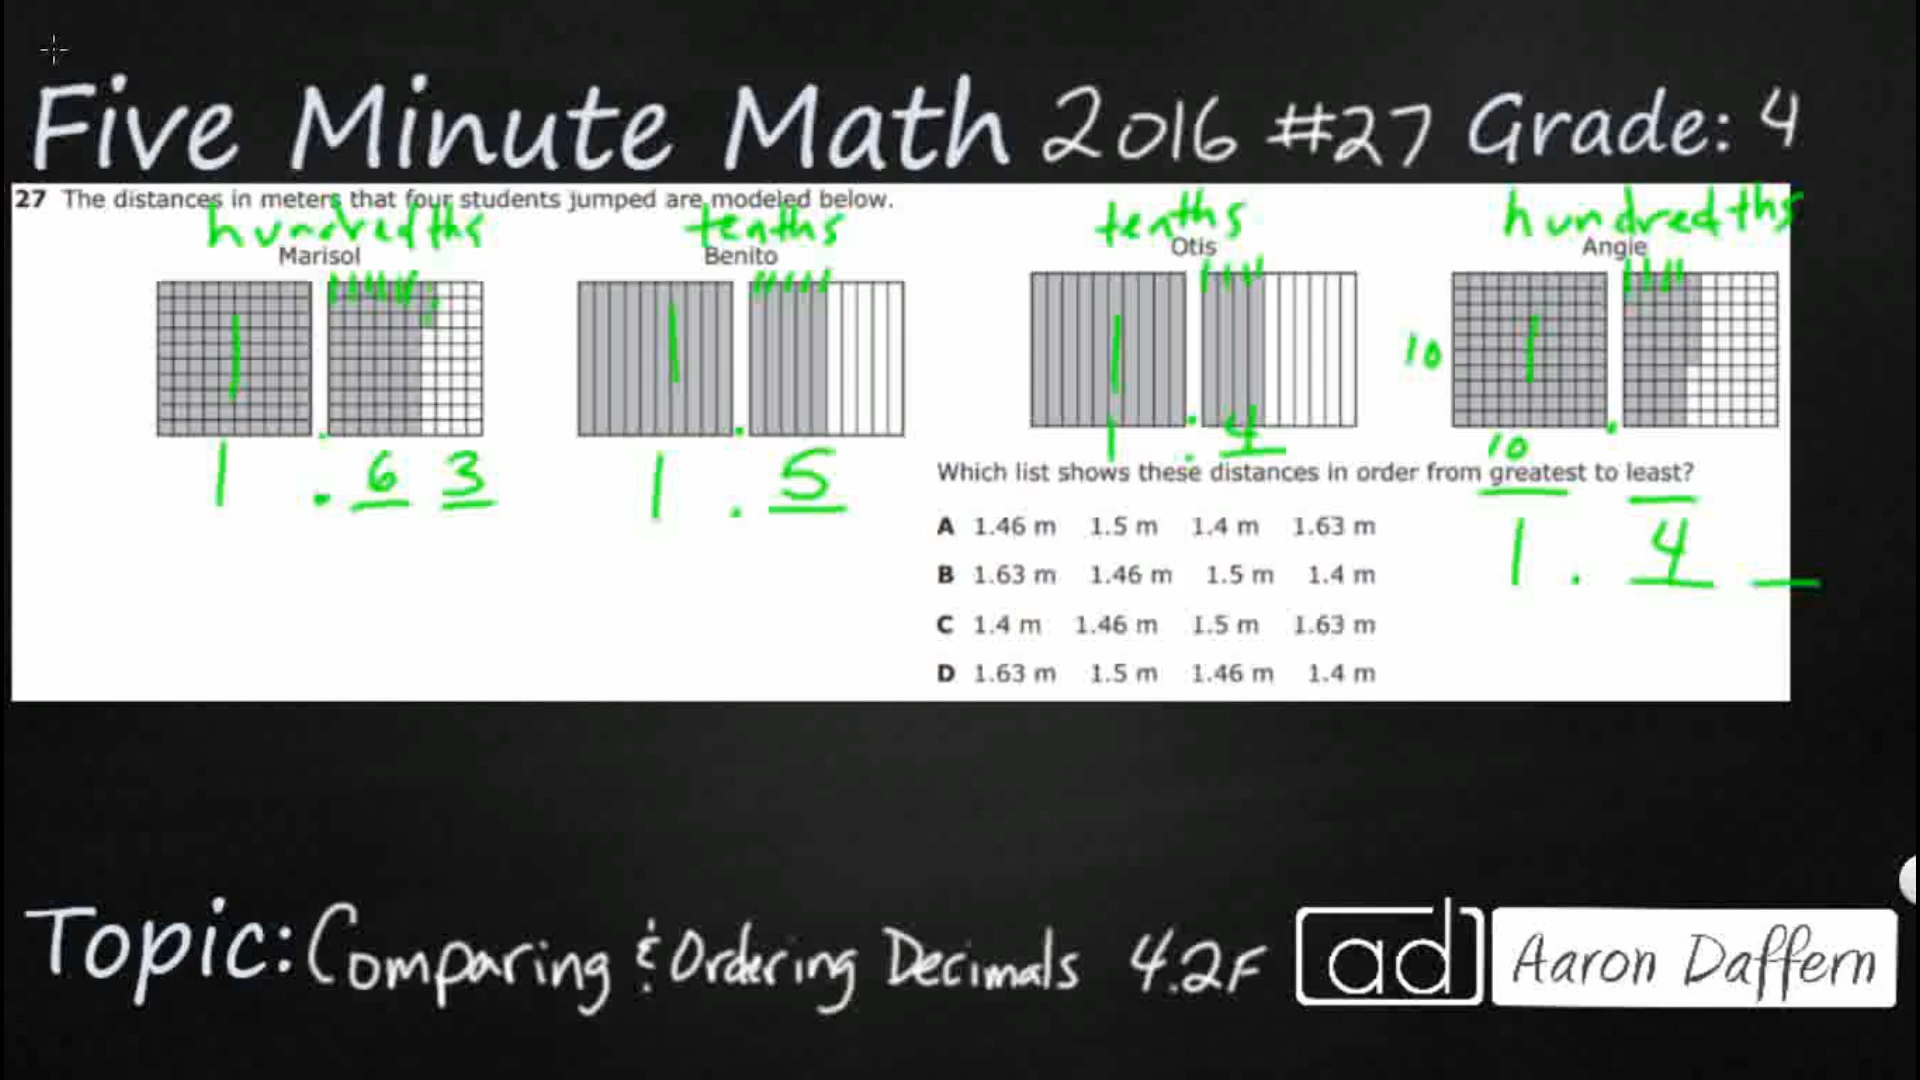 Five Minute Math 2016 #27 Grade: 4
27 The distances in meters that four students jumped are modeled below.
hundredths tenths tenths hundredths
Marisol Benito Otis Angie
1 1 1 10 1
10
1 . 6 3 1 . 5 1 . 4
Which list shows these distances in order from greatest to least?
1 . 4
A 1.46 m 1.5 m 1.4 m 1.63 m
B 1.63 m 1.46 m 1.5 m 1.4 m
C 1.4 m 1.46 m 1.5 m 1.63 m
D 1.63 m 1.5 m 1.46 m 1.4 m
Topic: Comparing & Ordering Decimals 4.2F ad Aaron Daffern